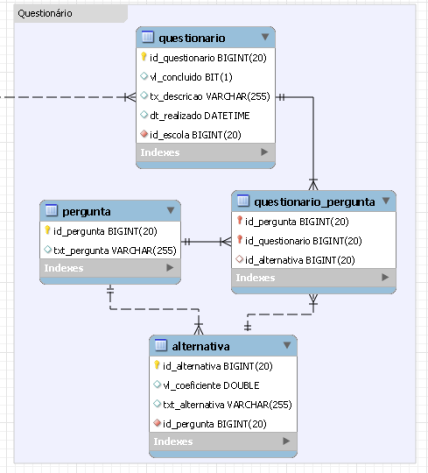 Questionário
questionario
id_questionario BIGINT(20)
vl_concluido BIT(1)
tx_descricao VARCHAR(255)
dt_realizado DATETIME
id_escola BIGINT(20)
Indexes
pergunta
id_pergunta BIGINT(20)
txt_pergunta VARCHAR(255)
Indexes
questionario_pergunta
id_pergunta BIGINT(20)
id_questionario BIGINT(20)
id_alternativa BIGINT(20)
Indexes
alternativa
id_alternativa BIGINT(20)
vl_coeficiente DOUBLE
txt_alternativa VARCHAR(255)
id_pergunta BIGINT(20)
Indexes